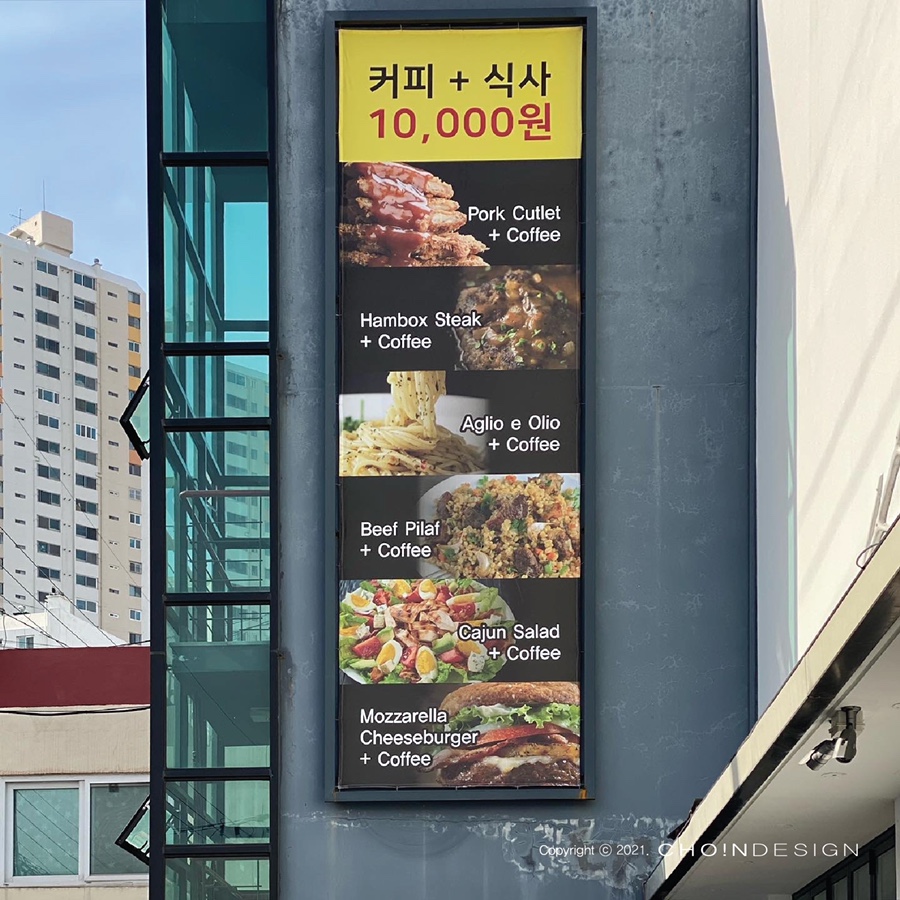 커피 + 식사
10,000원
Pork Cutlet
+ Coffee
Hambox Steak
+ Coffee
Aglio e Olio
+ Coffee
Beef Pilaf
+ Coffee
Cajun Salad
+ Coffee
Mozzarella
Cheeseburger
+ Coffee
Copyright ⓒ 2021. CHO!NDESIGN